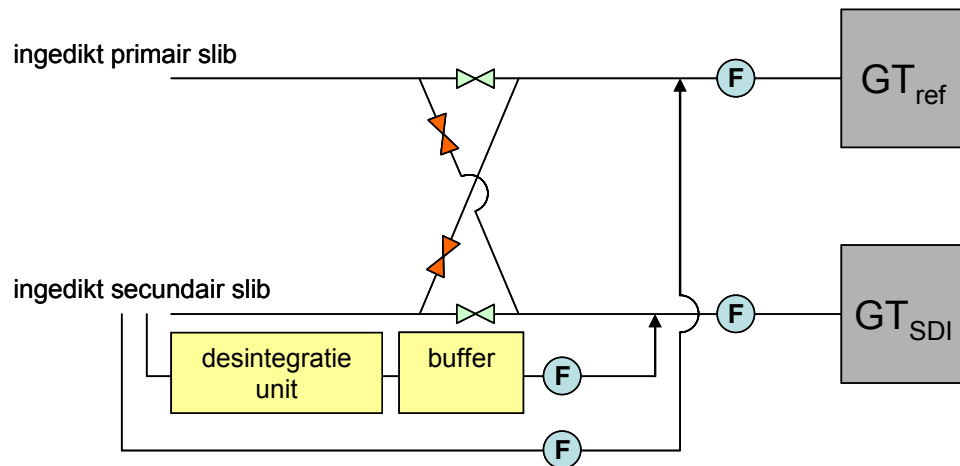 ingedikt primair slib
F
GT ref
ingedikt secundair slib
F
GT SDI
desintegratie
unit
buffer
F
F